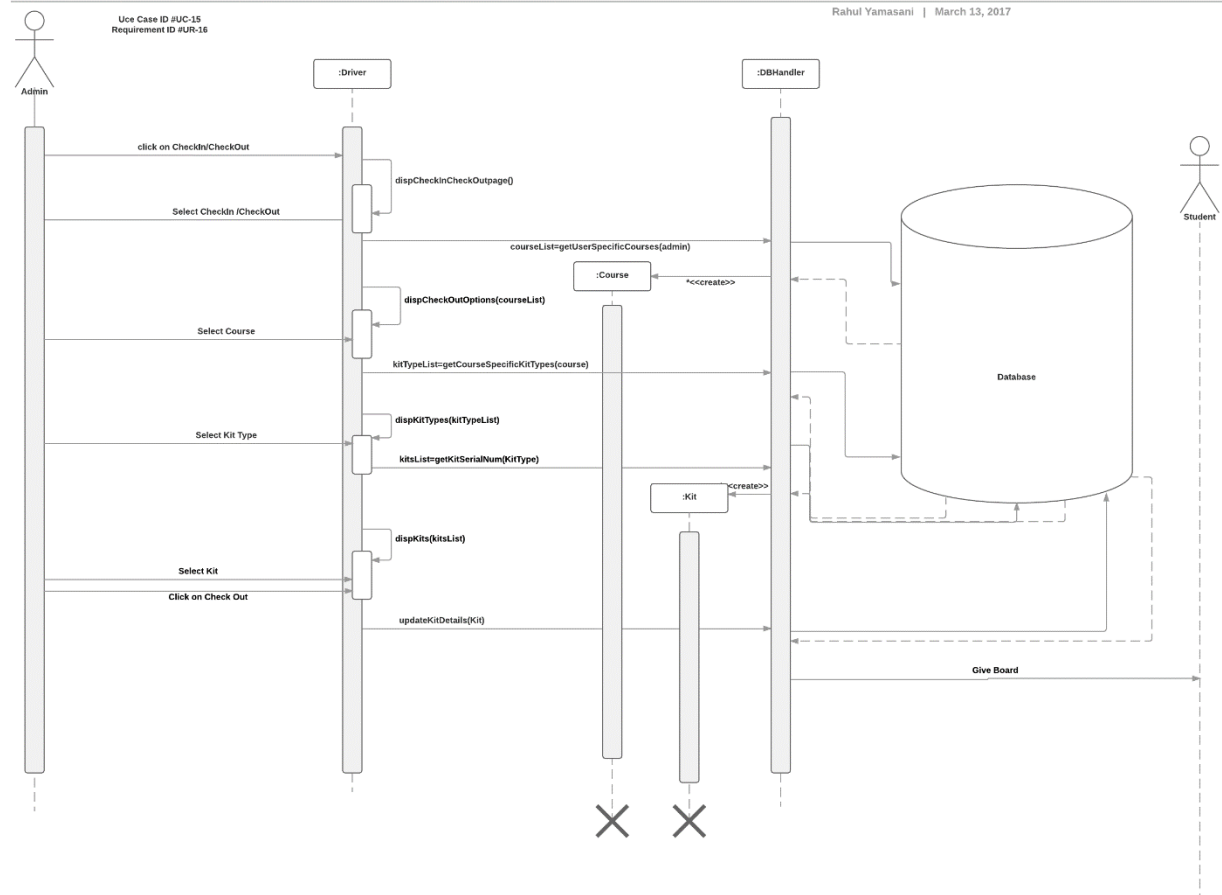 Rahul Yamasani | March 13, 2017
Uce Case ID #UC-15
Requirement ID #UR-16
Admin
:Driver
:DBHandler
Student
click on CheckIn/CheckOut
dispCheckInCheckOutpage()
Select CheckIn /CheckOut
courseList=getUserSpecificCourses(admin)
:Course
*<<create>>
dispCheckOutOptions(courseList)
Select Course
kitTypeList=getCourseSpecificKitTypes(course)
Database
dispKitTypes(kitTypeList)
Select Kit Type
kitsList=getKitSerialNum(KitType)
:Kit
<<create>>
dispKits(kitsList)
Select Kit
Click on Check Out
updateKitDetails(Kit)
Give Board